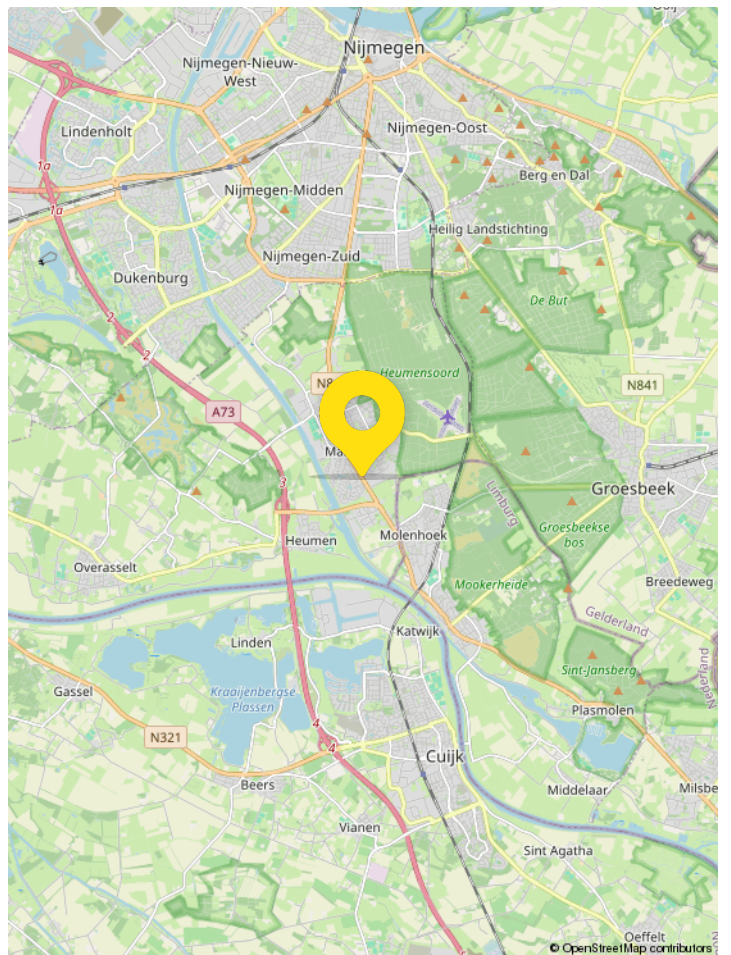 Nijmegen
Nijmegen-Nieuw-
West
Lindenholt
Nijmegen-Oost
1a
Berg en Dal
Nijmegen-Midden
1a
Heilig Landstichting
Nijmegen-Zuid
Dukenburg
De But
2
2
Heumensoord
N8
N841
A73
Ma
3
Groesbeek
Limburg
Groesbeekse
bos
Molenhoek
Heumen
Overasselt
Mookerheide
Breedeweg
Gelderland
Katwijk
Linden
Sint-Jansberg
Nederland
Gassel
Kraaijenbergse
Plassen
Plasmolen
4
N321
4
Cuijk
Beers
Middelaar
Milsbe
Vianen
Sint Agatha
Oeffelt
© OpenStreetMap contributors